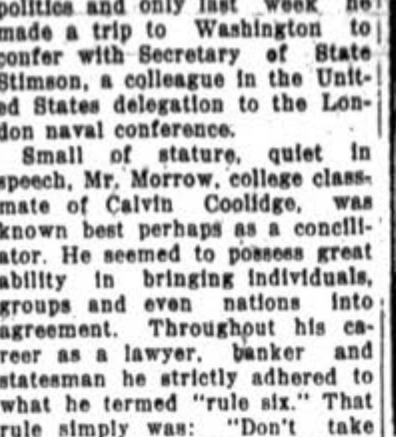 politics and only last week he
made a trip to Washington to
confer with Secretary of State
Stimson, a colleague in the Unit-
ed States delegation to the Lon-
don naval conference.
Small of stature, quiet in
speech, Mr. Morrow, college class-
mate of Calvin Coolidge, was
known best perhaps as a concili-
ator. He seemed to possess great
ability in bringing individuals,
groups and even nations into
agreement. Throughout his ca-
reer as a lawyer, banker and
statesman he strictly adhered to
what he termed "rule six." That
rule simply was: "Don't take